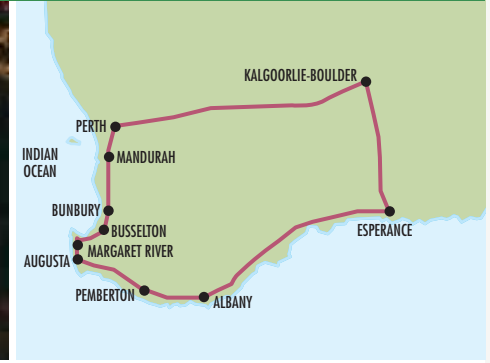 KALGOORLIE-BOULDER
PERTH
INDIAN
OCEAN
MANDURAH
BUNBURY
BUSSELTON
ESPERANCE
MARGARET RIVER
AUGUSTA
PEMBERTON
ALBANY